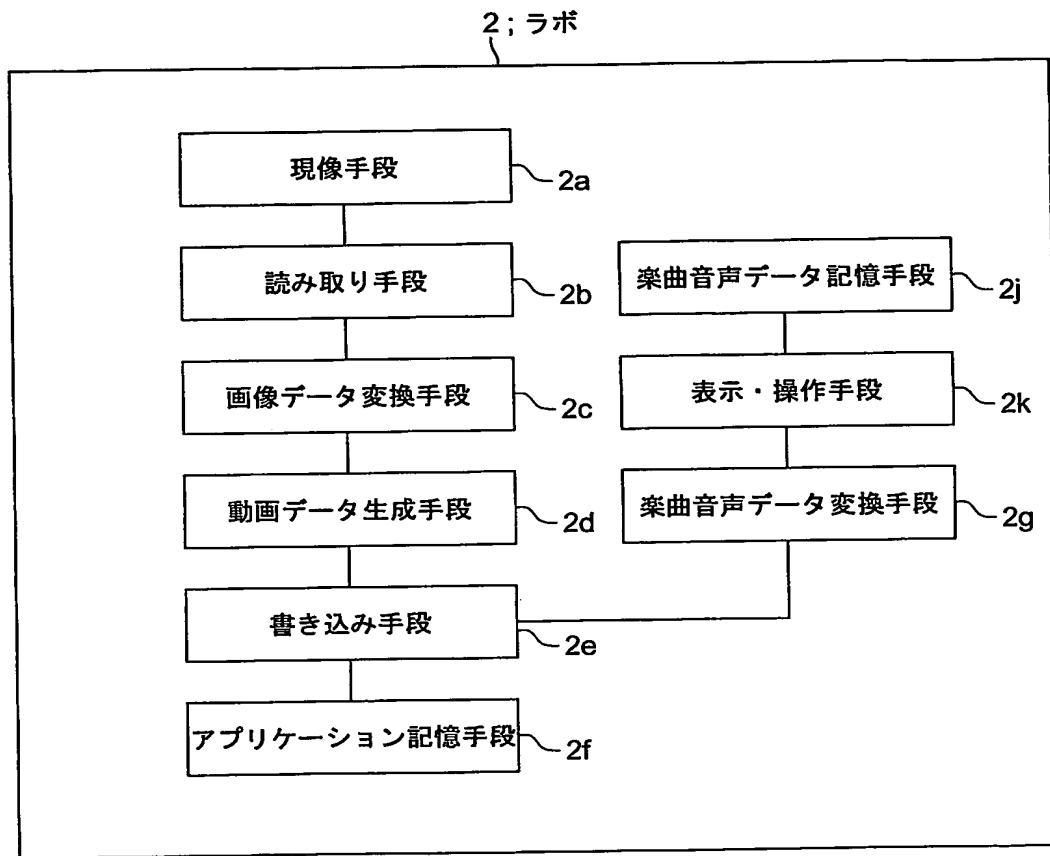 2 ; ラボ
現像手段
2a
読み取り手段
2b
画像データ変換手段
2c
動画データ生成手段
2d
書き込み手段
2e
アプリケーション記憶手段
2f
楽曲音声データ記憶手段
2j
表示・操作手段
2k
楽曲音声データ変換手段
2g